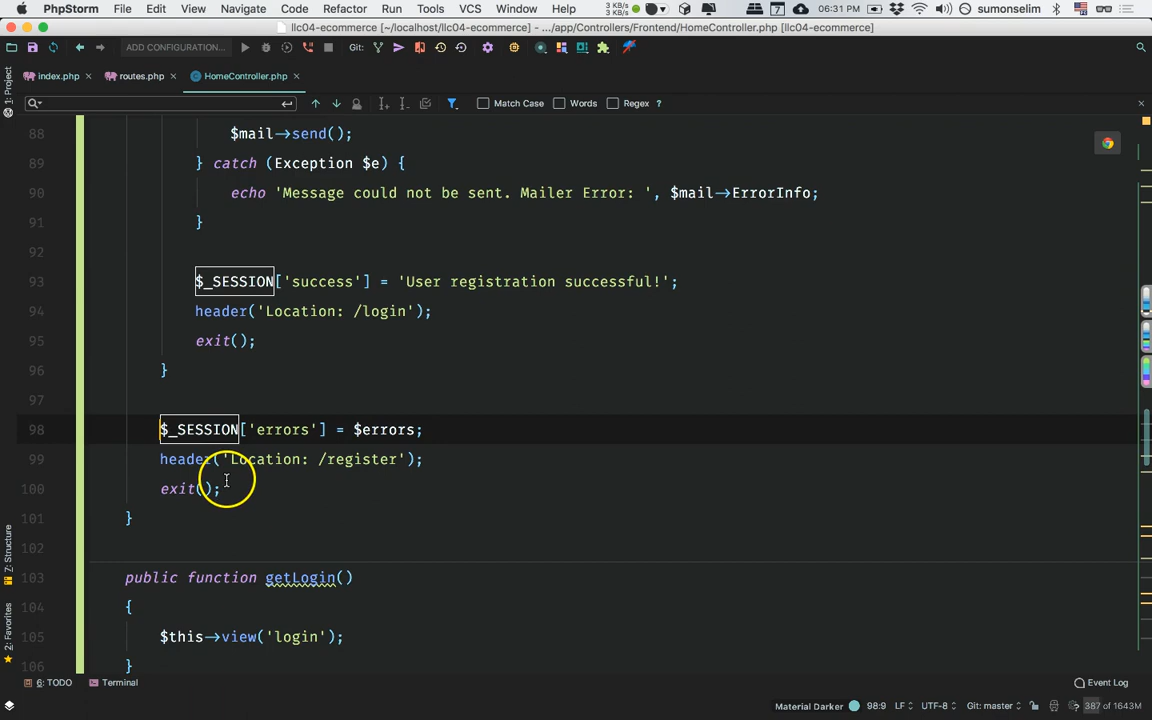 PhpStorm File Edit View Navigate Code Refactor Run Tools VCS Window Help 3 KB/s 3 KB/s 7 06:31 PM sumonselim
llc04-ecommerce [~/localhost/llc04-ecommerce] - .../app/Controllers/Frontend/HomeController.php [llc04-ecommerce]
ADD CONFIGURATION... Git:
1: Project
index.php routes.php HomeController.php
Match Case Words Regex ?
88 $mail→send();
89 } catch (Exception $e) {
90 echo 'Message could not be sent. Mailer Error: ', $mail→ErrorInfo;
91 }
92
93 $_SESSION['success'] = 'User registration successful!';
94 header('Location: /login');
95 exit();
96 }
97
98 $_SESSION['errors'] = $errors;
99 header('Location: /register');
100 exit();
101 }
102
103 public function getLogin()
104 {
105 $this→view('login');
106 }
7: Structure
2: Favorites
6: TODO Terminal Event Log
Material Darker 98:9 LF UTF-8 Git: master 387 of 1643M